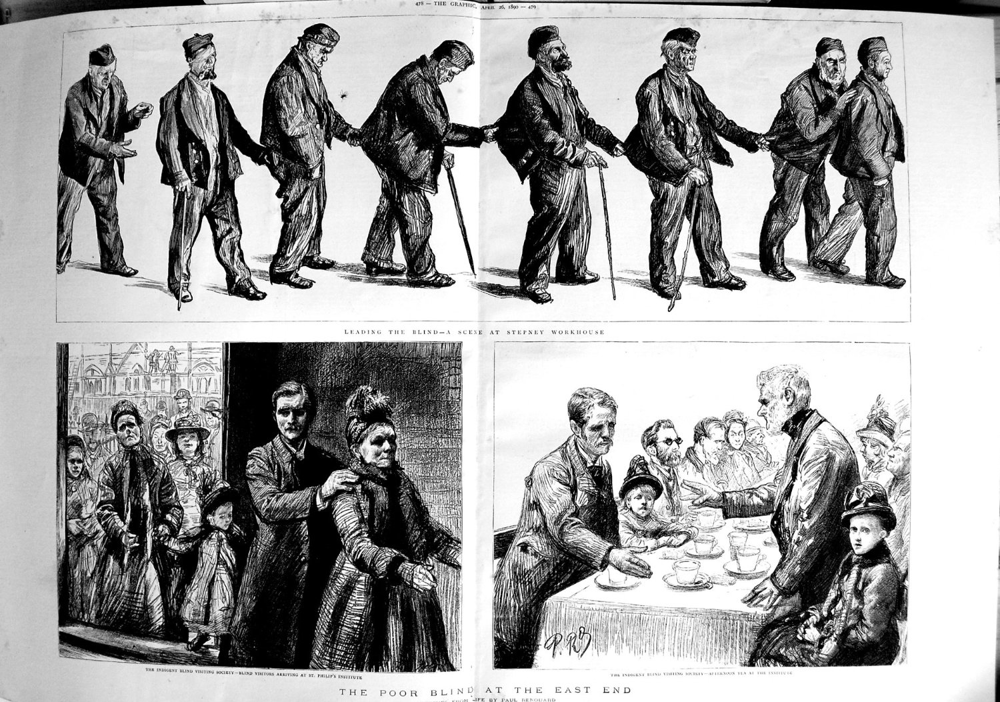 478 — THE GRAPHIC, APRIL 26, 1890 — 479
LEADING THE BLIND—A SCENE AT STEPNEY WORKHOUSE
THE INDIGENT BLIND VISITING SOCIETY—BLIND VISITORS ARRIVING AT ST. PHILIP'S INSTITUTE
THE INDIGENT BLIND VISITING SOCIETY—AFTERNOON TEA AT THE INSTITUTE
THE POOR BLIND AT THE EAST END
FROM LIFE BY PAUL RENOUARD